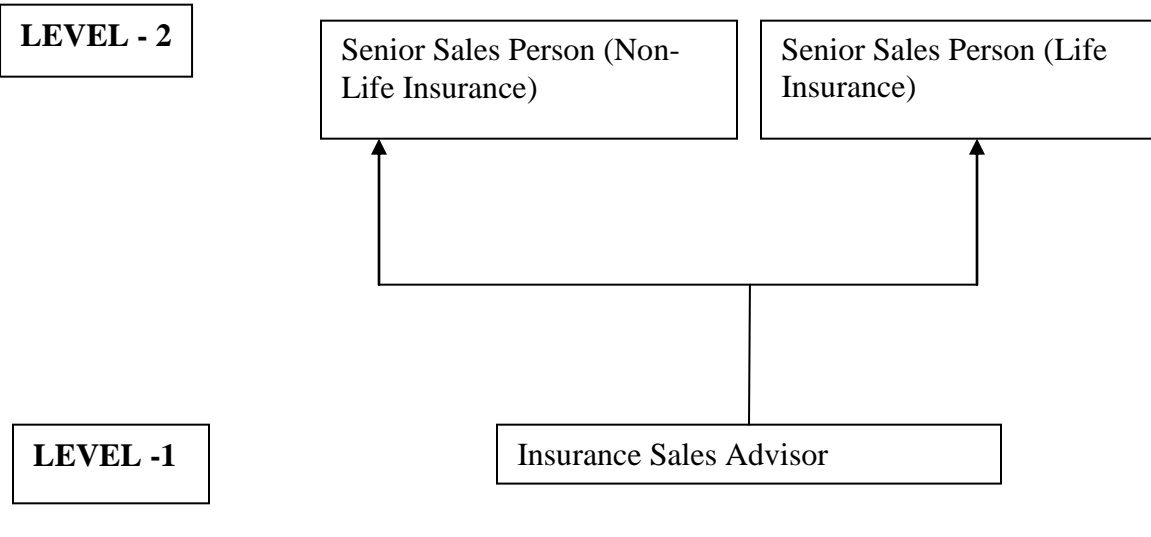 LEVEL - 2
Senior Sales Person (Non-
Life Insurance)
Senior Sales Person (Life
Insurance)
LEVEL -1
Insurance Sales Advisor